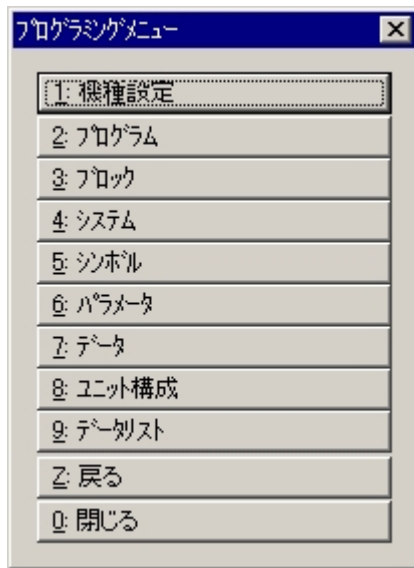 ﾌﾟﾛｸﾞﾗﾐﾝｸﾞﾒﾆｭｰ
1: 機種設定
2: ﾌﾟﾛｸﾞﾗﾑ
3: ﾌﾞﾛｯｸ
4: ｼｽﾃﾑ
5: ｼﾝﾎﾞﾙ
6: ﾊﾟﾗﾒｰﾀ
7: ﾃﾞｰﾀ
8: ﾕﾆｯﾄ構成
9: ﾃﾞｰﾀﾘｽﾄ
Z: 戻る
0: 閉じる